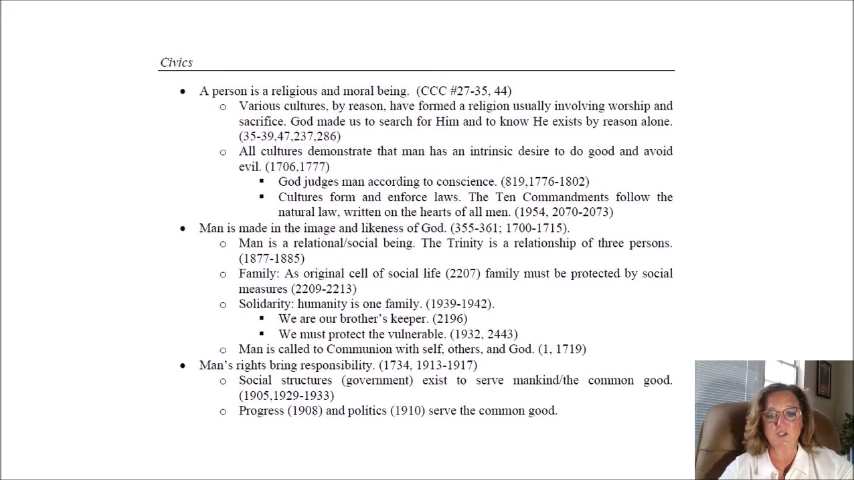 Civics
• A person is a religious and moral being. (CCC #27-35, 44)
o Various cultures, by reason, have formed a religion usually involving worship and
sacrifice. God made us to search for Him and to know He exists by reason alone.
(35-39,47,237,286)
o All cultures demonstrate that man has an intrinsic desire to do good and avoid
evil. (1706,1777)
▪ God judges man according to conscience. (819,1776-1802)
▪ Cultures form and enforce laws. The Ten Commandments follow the
natural law, written on the hearts of all men. (1954, 2070-2073)
• Man is made in the image and likeness of God. (355-361; 1700-1715).
o Man is a relational/social being. The Trinity is a relationship of three persons.
(1877-1885)
o Family: As original cell of social life (2207) family must be protected by social
measures (2209-2213)
o Solidarity: humanity is one family. (1939-1942).
▪ We are our brother's keeper. (2196)
▪ We must protect the vulnerable. (1932, 2443)
o Man is called to Communion with self, others, and God. (1, 1719)
• Man's rights bring responsibility. (1734, 1913-1917)
o Social structures (government) exist to serve mankind/the common good.
(1905,1929-1933)
o Progress (1908) and politics (1910) serve the common good.